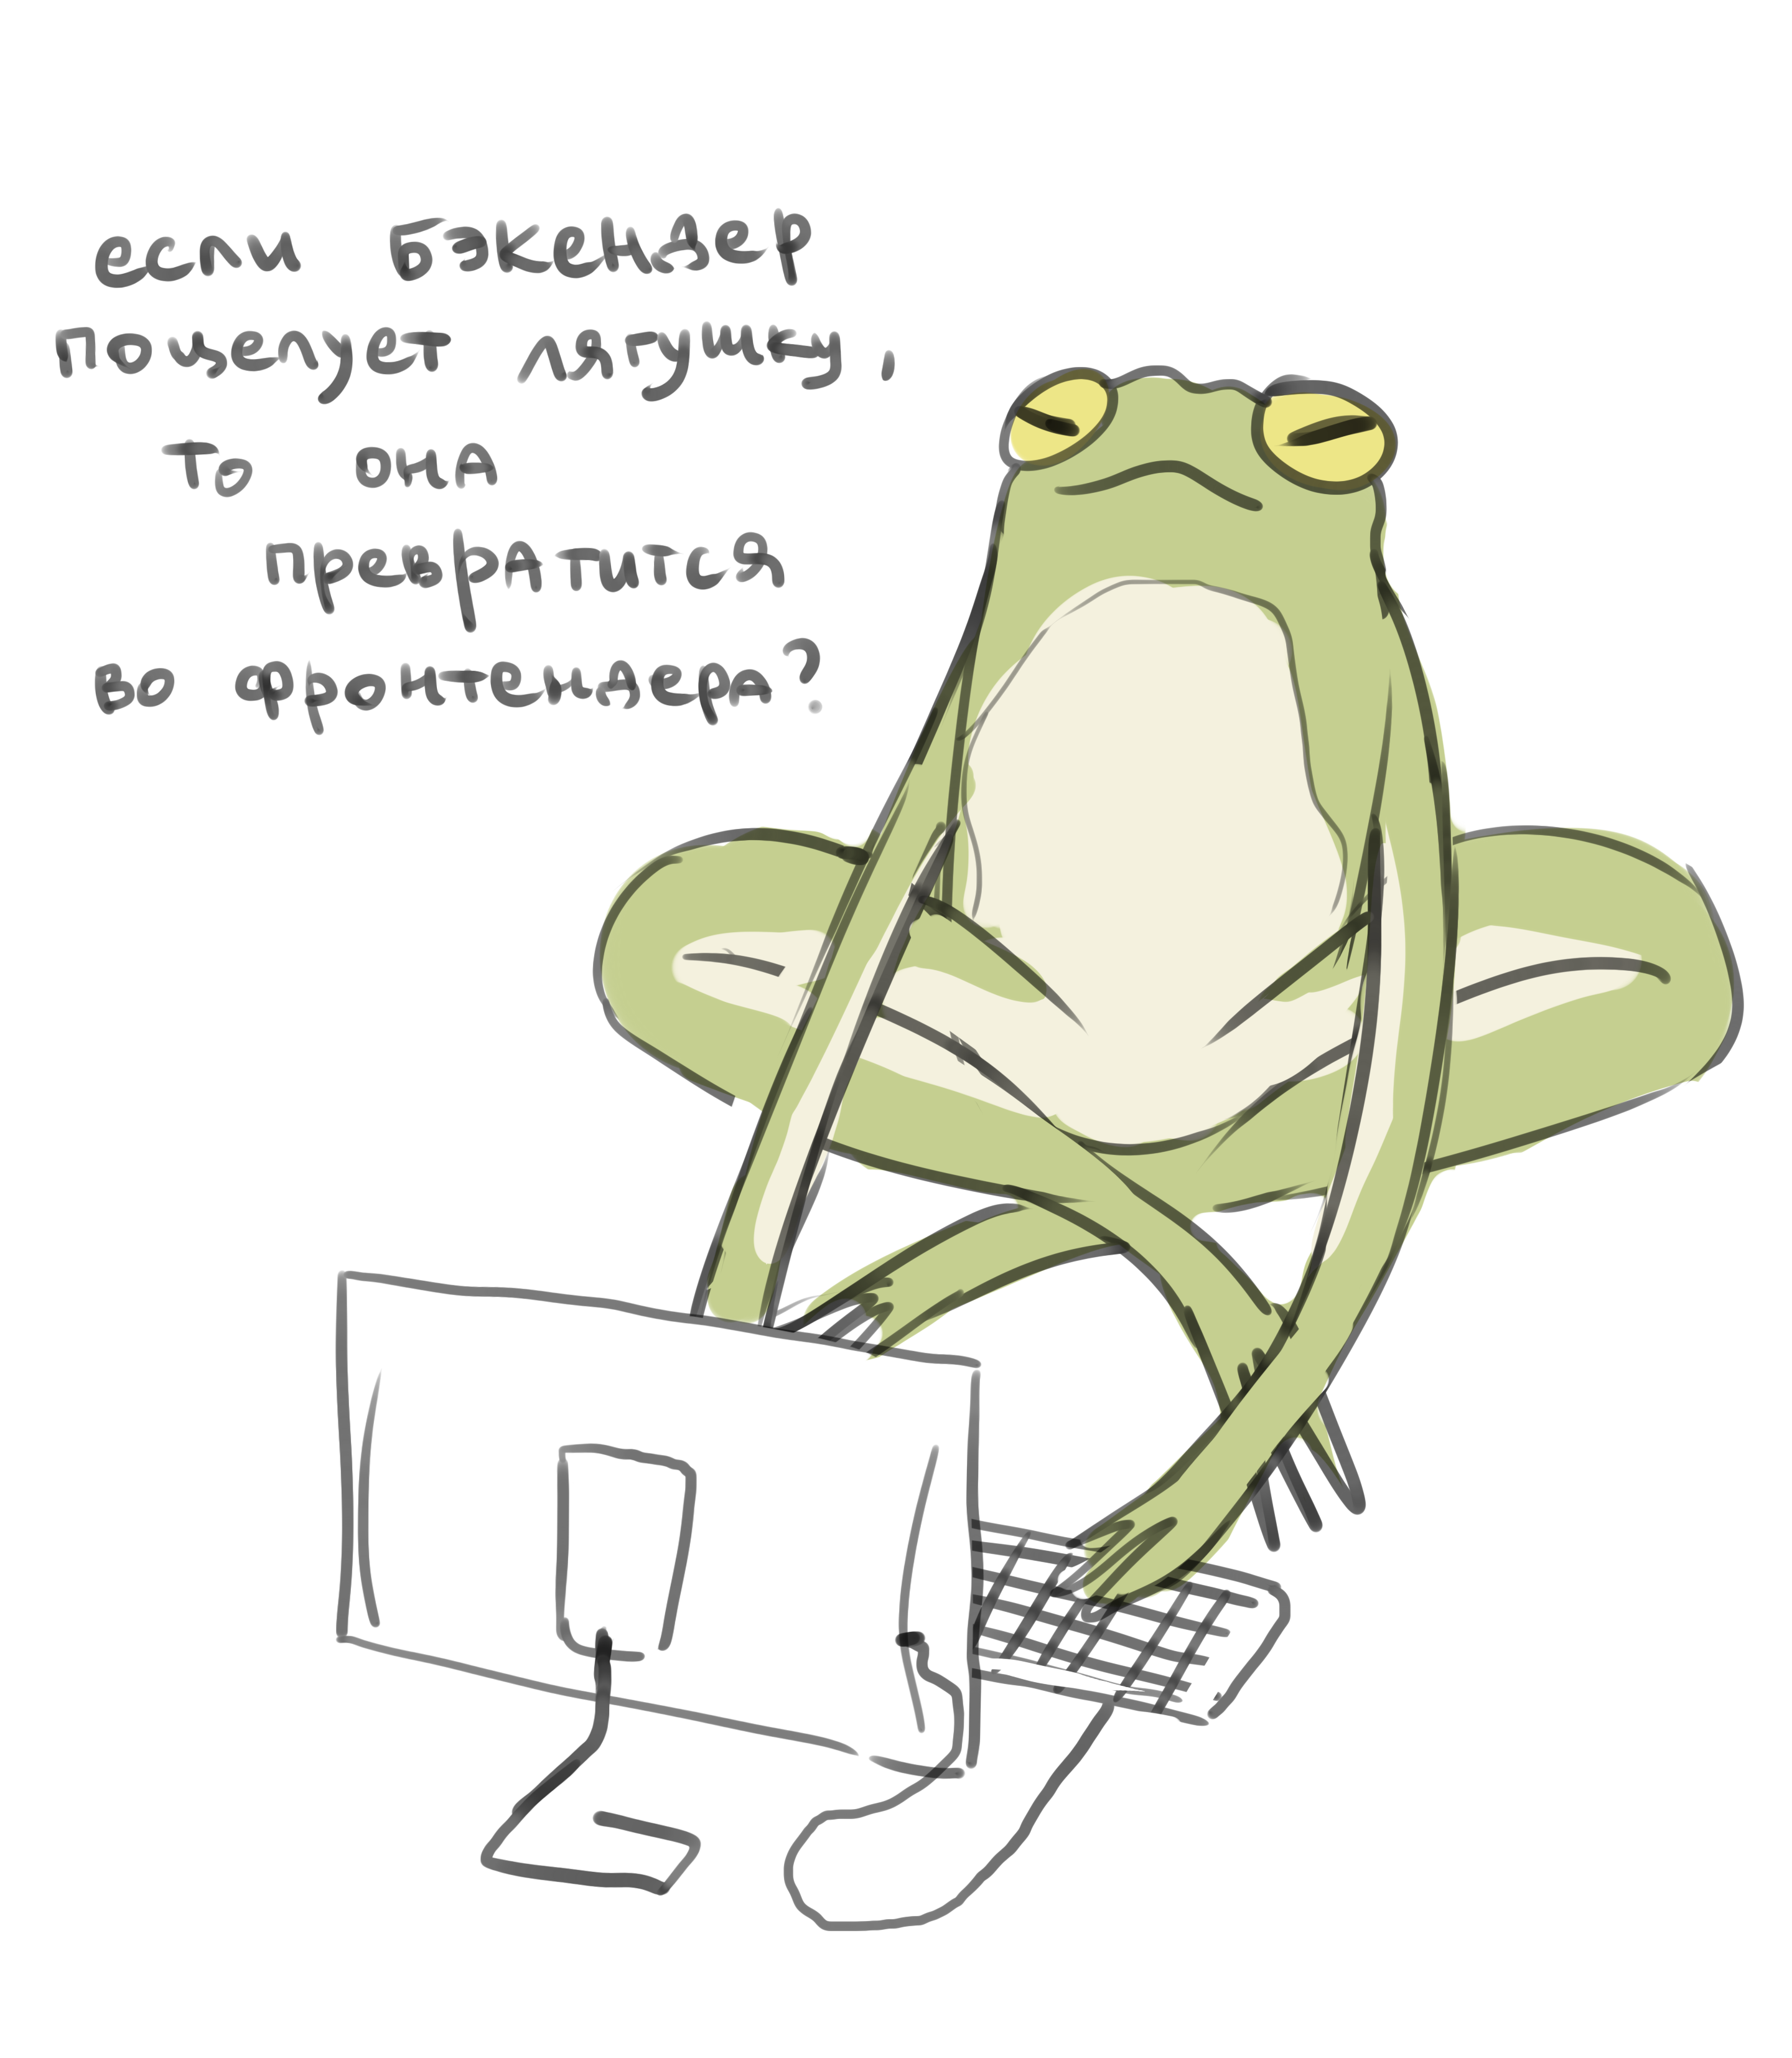 если бэкендер
поцелует лягушку,
то она
превратится
во фронтендера?